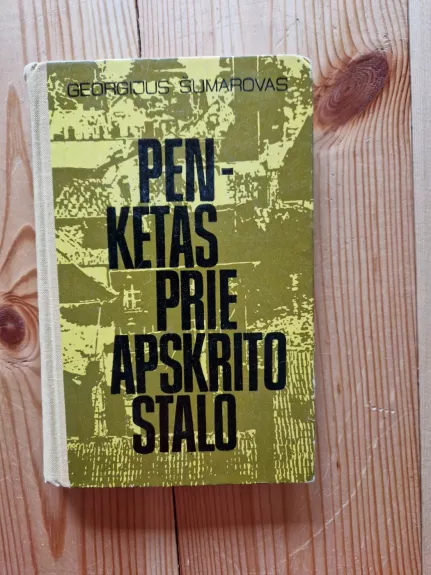 GEORGIJUS ŠUMAROVAS
PEN-
KETAS
PRIE
APSKRITO
STALO